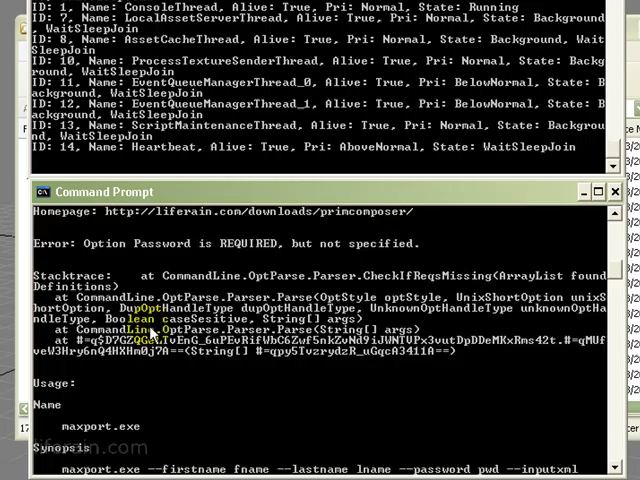 ID: 1, Name: ConsoleThread, Alive: True, Pri: Normal, State: Running
ID: 7, Name: LocalAssetServerThread, Alive: True, Pri: Normal, State: Background
, WaitSleepJoin
ID: 8, Name: AssetCacheThread, Alive: True, Pri: Normal, State: Background, Wait
SleepJoin
ID: 10, Name: ProcessTextureSenderThread, Alive: True, Pri: Normal, State: Backg
round, WaitSleepJoin
ID: 11, Name: EventQueueManagerThread_0, Alive: True, Pri: BelowNormal, State: B
ackground, WaitSleepJoin
ID: 12, Name: EventQueueManagerThread_1, Alive: True, Pri: BelowNormal, State: B
ackground, WaitSleepJoin
ID: 13, Name: ScriptMaintenanceThread, Alive: True, Pri: Normal, State: Backgrou
nd, WaitSleepJoin
ID: 14, Name: Heartbeat, Alive: True, Pri: AboveNormal, State: WaitSleepJoin
Command Prompt
Homepage: http://liferain.com/downloads/primcomposer/
Error: Option Password is REQUIRED, but not specified.
Stacktrace: at CommandLine.OptParse.Parser.CheckIfReqsMissing(ArrayList found
Definitions)
at CommandLine.OptParse.Parser.Parse(OptStyle optStyle, UnixShortOption unixS
hortOption, DupOptHandleType dupOptHandleType, UnknownOptHandleType unknownOptHa
ndleType, Boolean caseSesitive, String[] args)
at CommandLine.OptParse.Parser.Parse(String[] args)
Usage:
Name
maxport.exe
liferain.com
Synopsis
maxport.exe --firstname fname --lastname lname --password pwd --inputxml